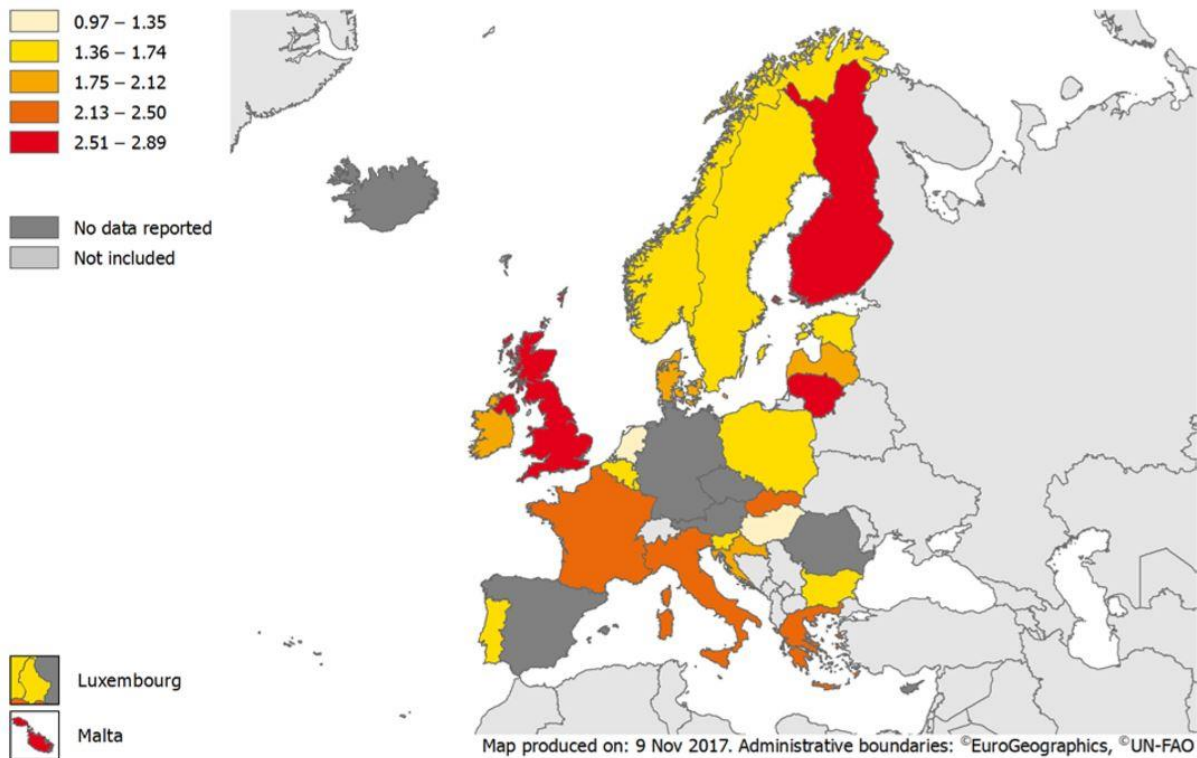 0.97 – 1.35
1.36 – 1.74
1.75 – 2.12
2.13 – 2.50
2.51 – 2.89
No data reported
Not included
Luxembourg
Malta
Map produced on: 9 Nov 2017. Administrative boundaries: ©EuroGeographics, ©UN-FAO